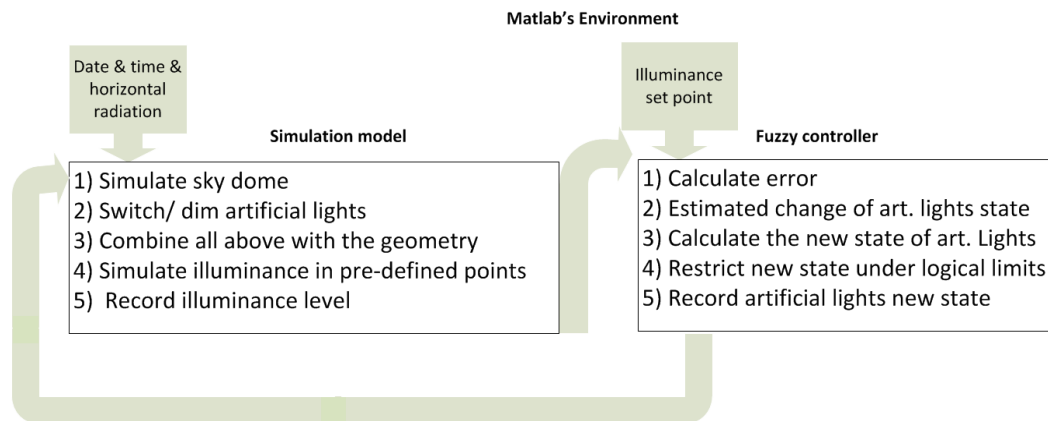 Matlab's Environment
Date & time &
horizontal
radiation
Simulation model
1) Simulate sky dome
2) Switch/ dim artificial lights
3) Combine all above with the geometry
4) Simulate illuminance in pre-defined points
5) Record illuminance level
Illuminance
set point
Fuzzy controller
1) Calculate error
2) Estimated change of art. lights state
3) Calculate the new state of art. Lights
4) Restrict new state under logical limits
5) Record artificial lights new state